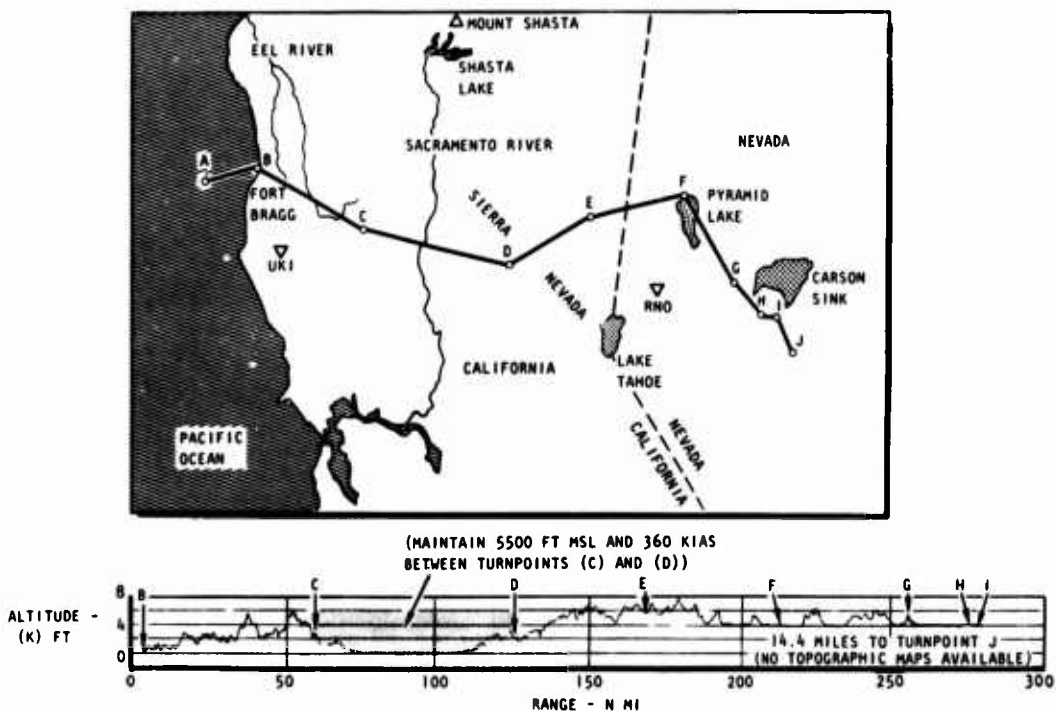 MOUNT SHASTA
EEL RIVER
SHASTA
LAKE
SACRAMENTO RIVER
NEVADA
A
B
FORT
BRAGG
C
SIERRA
E
F
PYRAMID
LAKE
D
UKI
NEVADA
RNO
G
CARSON
SINK
H
I
J
CALIFORNIA
LAKE
TAHOE
PACIFIC
OCEAN
NEVADA
CALIFORNIA
(MAINTAIN 5500 FT MSL AND 360 KIAS
BETWEEN TURNPOINTS (C) AND (D))
B
C
D
E
F
G
H
I
ALTITUDE -
(K) FT
8
4
0
14.4 MILES TO TURNPOINT J
(NO TOPOGRAPHIC MAPS AVAILABLE)
0
50
100
150
200
250
300
RANGE - N MI